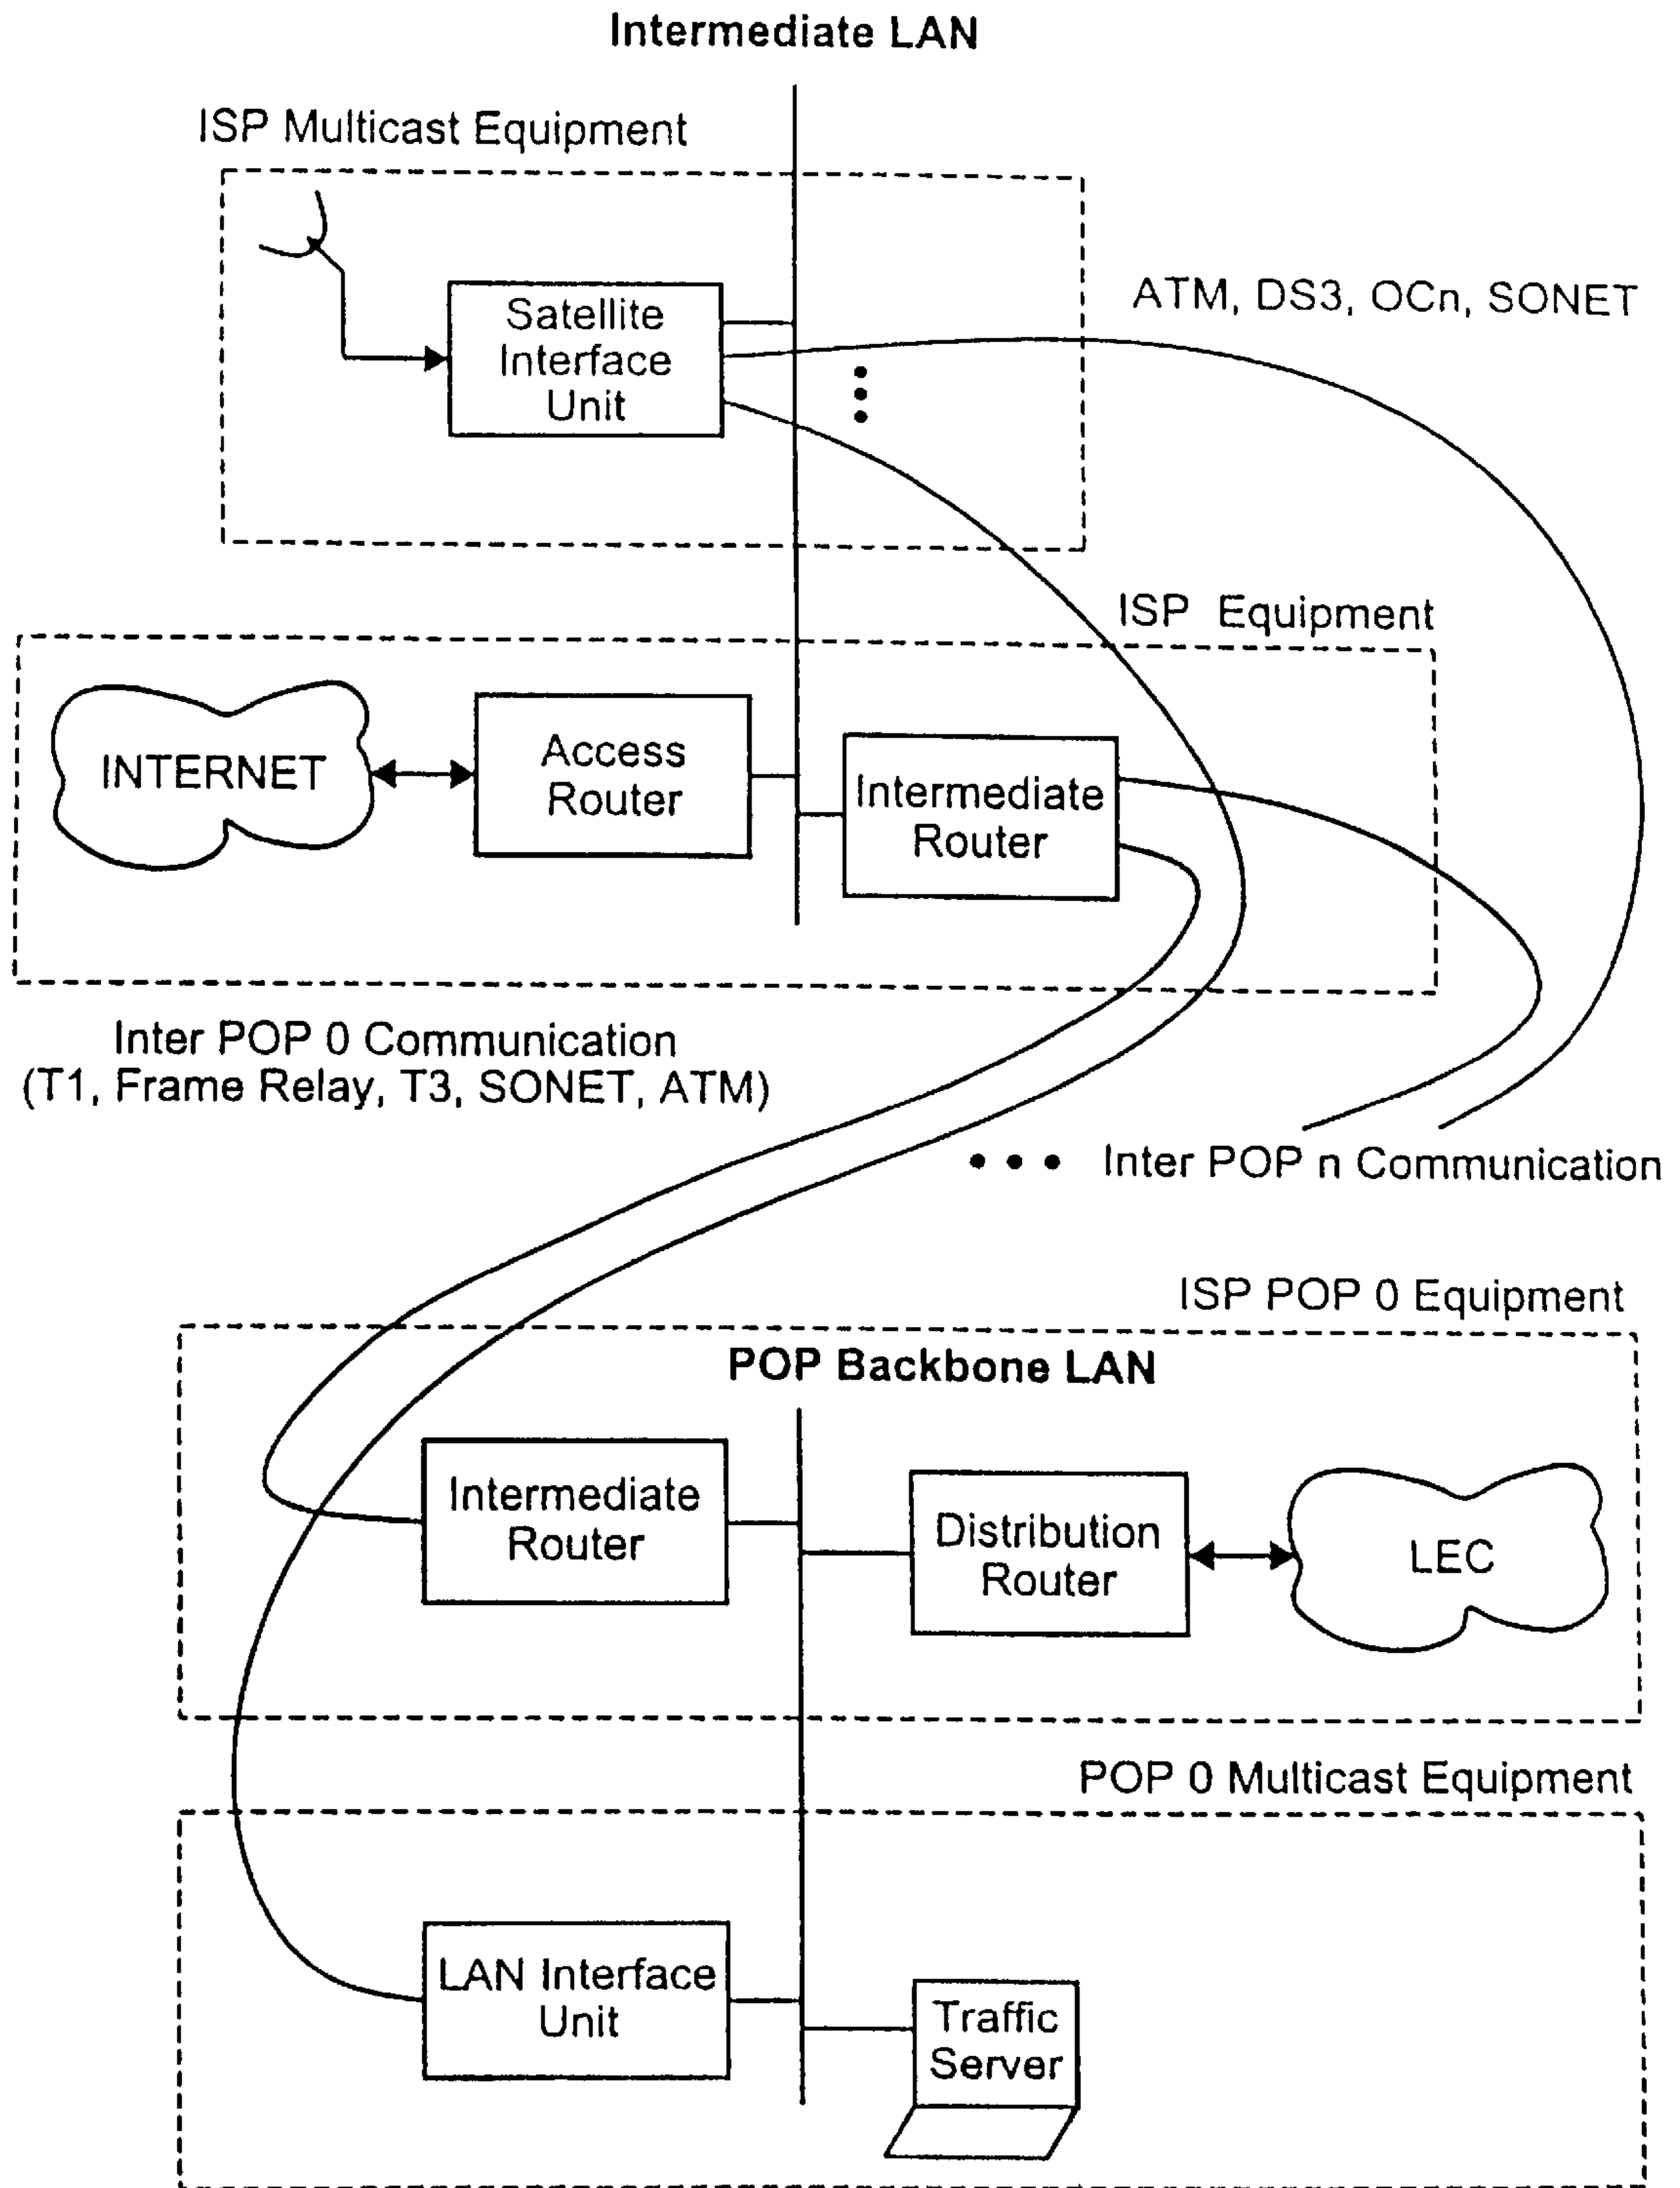 Intermediate LAN
ISP Multicast Equipment
ATM, DS3, OCn, SONET
Satellite
Interface
Unit
ISP Equipment
INTERNET
Access
Router
Intermediate
Router
Inter POP 0 Communication
(T1, Frame Relay, T3, SONET, ATM)
Inter POP n Communication
ISP POP 0 Equipment
POP Backbone LAN
Intermediate
Router
Distribution
Router
LEC
POP 0 Multicast Equipment
LAN Interface
Unit
Traffic
Server